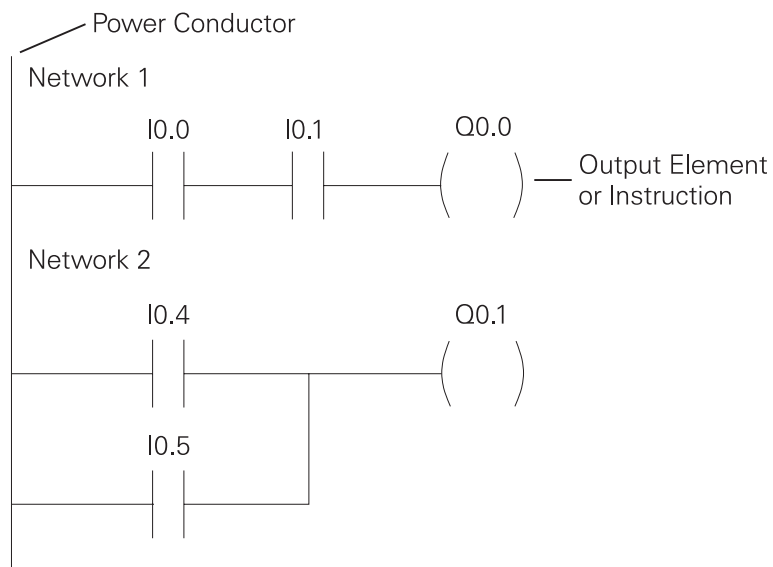 Power Conductor
Network 1
I0.0
I0.1
Q0.0
Output Element
or Instruction
Network 2
I0.4
Q0.1
I0.5